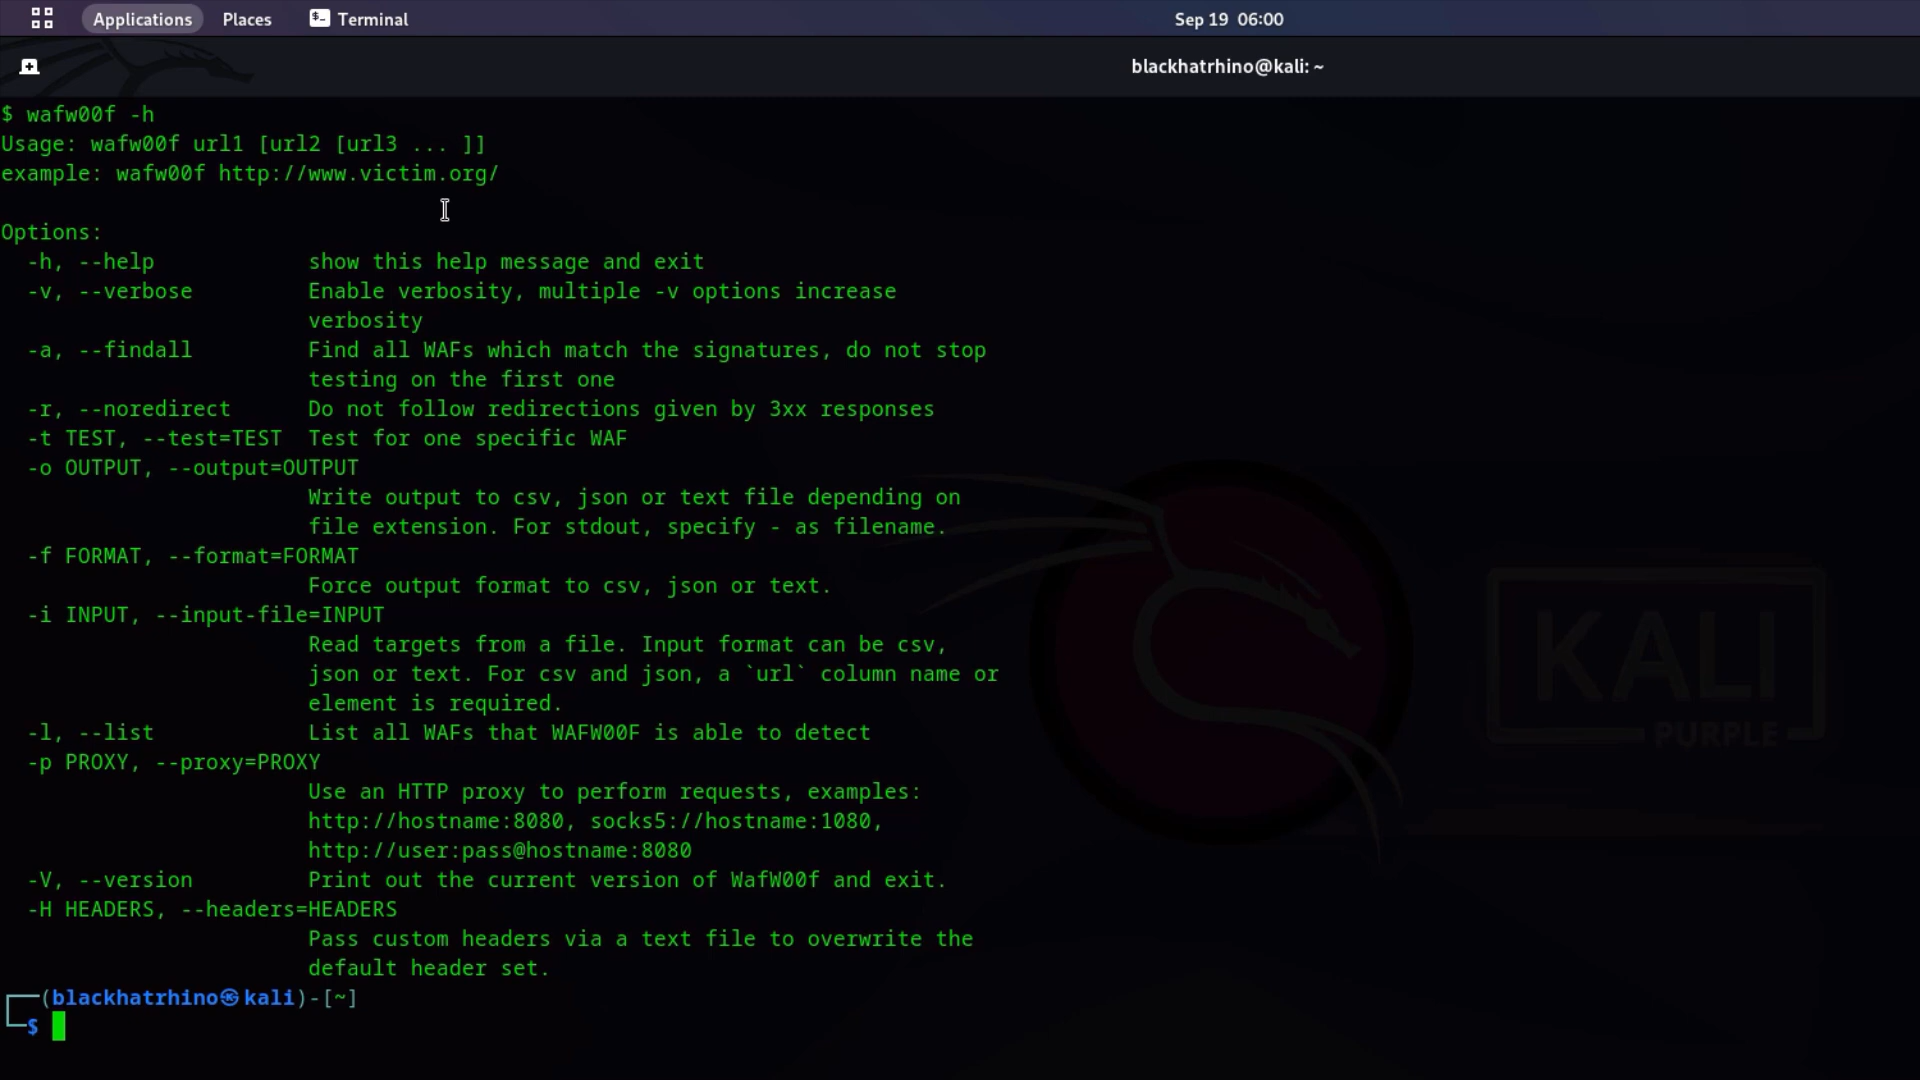 Applications Places Terminal Sep 19 06:00
blackhatrhino@kali: ~
$ wafw00f -h
Usage: wafw00f url1 [url2 [url3 ... ]]
example: wafw00f http://www.victim.org/
Options:
-h, --help show this help message and exit
-v, --verbose Enable verbosity, multiple -v options increase
verbosity
-a, --findall Find all WAFs which match the signatures, do not stop
testing on the first one
-r, --noredirect Do not follow redirections given by 3xx responses
-t TEST, --test=TEST Test for one specific WAF
-o OUTPUT, --output=OUTPUT
Write output to csv, json or text file depending on
file extension. For stdout, specify - as filename.
-f FORMAT, --format=FORMAT
Force output format to csv, json or text.
-i INPUT, --input-file=INPUT
Read targets from a file. Input format can be csv,
json or text. For csv and json, a `url` column name or
element is required.
-l, --list List all WAFs that WAFW00F is able to detect
-p PROXY, --proxy=PROXY
Use an HTTP proxy to perform requests, examples:
http://hostname:8080, socks5://hostname:1080,
http://user:pass@hostname:8080
-V, --version Print out the current version of WafW00f and exit.
-H HEADERS, --headers=HEADERS
Pass custom headers via a text file to overwrite the
default header set.
┌──(blackhatrhino㉿kali)-[~]
└─$
KALI
PURPLE